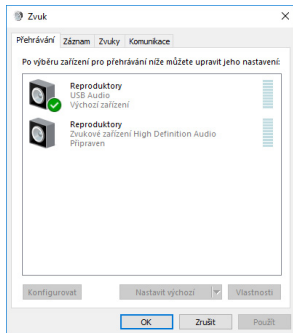 Zvuk
Přehrávání Záznam Zvuky Komunikace
Po výběru zařízení pro přehrávání níže můžete upravit jeho nastavení:
Reproduktory
USB Audio
Výchozí zařízení
Reproduktory
Zvukové zařízení High Definition Audio
Připraven
Konfigurovat Nastavit výchozí Vlastnosti
OK Zrušit Použít